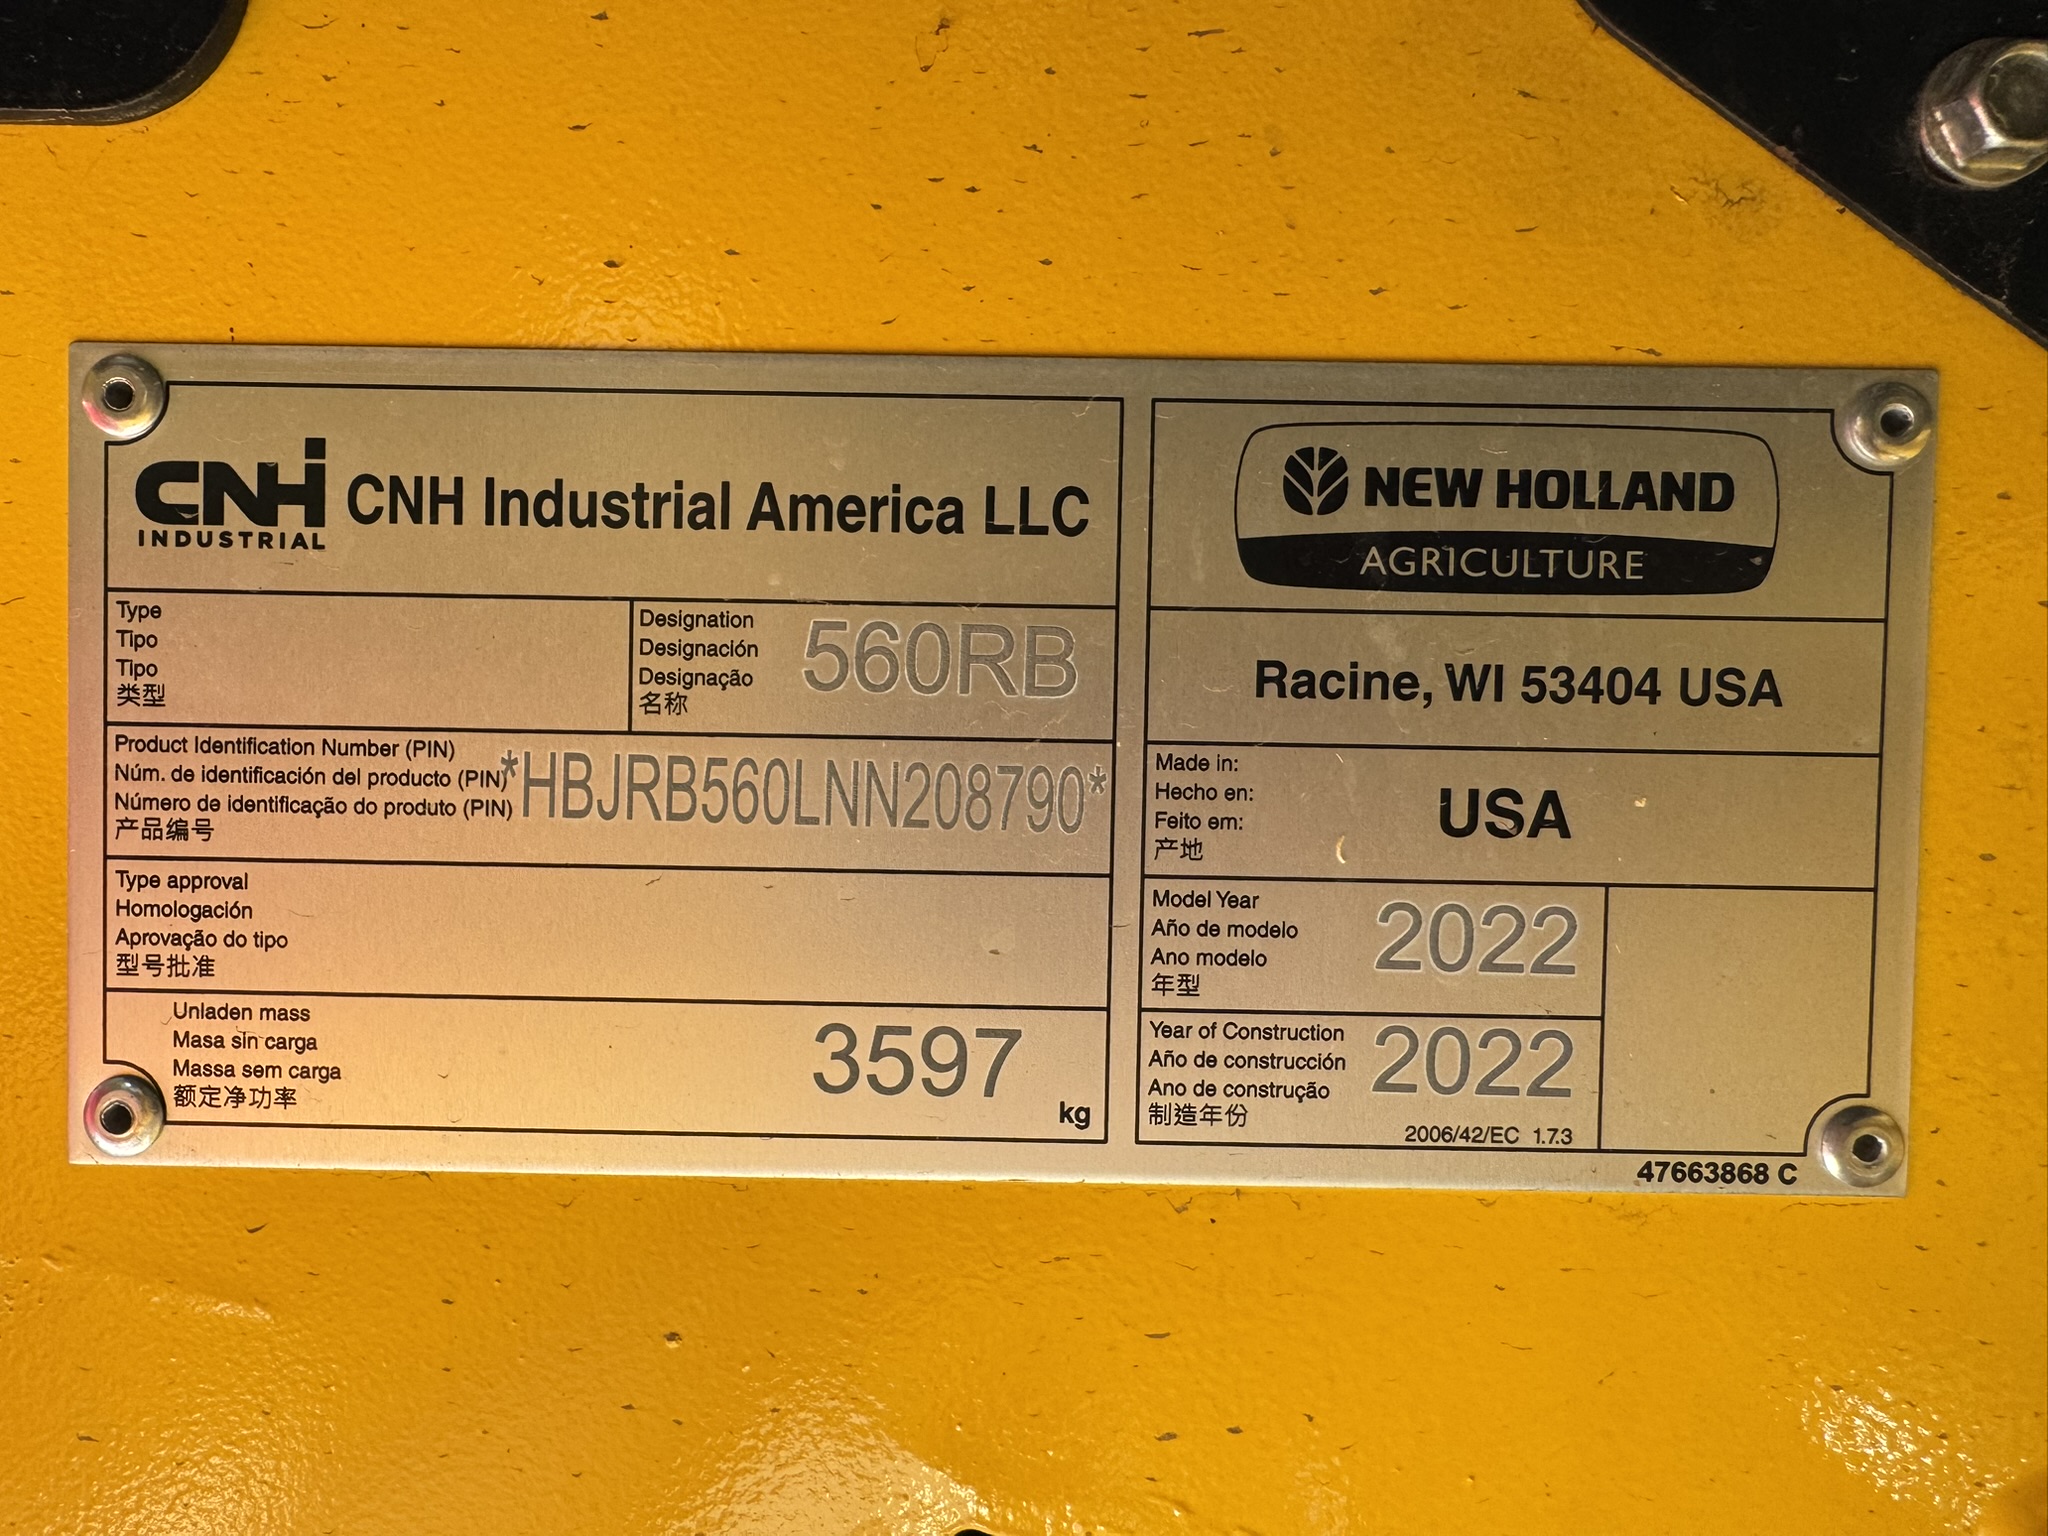 CNH
INDUSTRIAL
CNH Industrial America LLC
Type
Tipo
Tipo
类型
Designation
Designación
Designação
名称
560RB
Product Identification Number (PIN)
Núm. de identificación del producto (PIN)
Número de identificação do produto (PIN)
产品编号
*HBJRB560LNN208790*
Type approval
Homologación
Aprovação do tipo
型号批准
Unladen mass
Masa sin carga
Massa sem carga
额定净功率
3597
kg
NEW HOLLAND
AGRICULTURE
Racine, WI 53404 USA
Made in:
Hecho en:
Feito em:
产地
USA
Model Year
Año de modelo
Ano modelo
年型
2022
Year of Construction
Año de construcción
Ano de construção
制造年份
2022
2006/42/EC 1.7.3
47663868 C